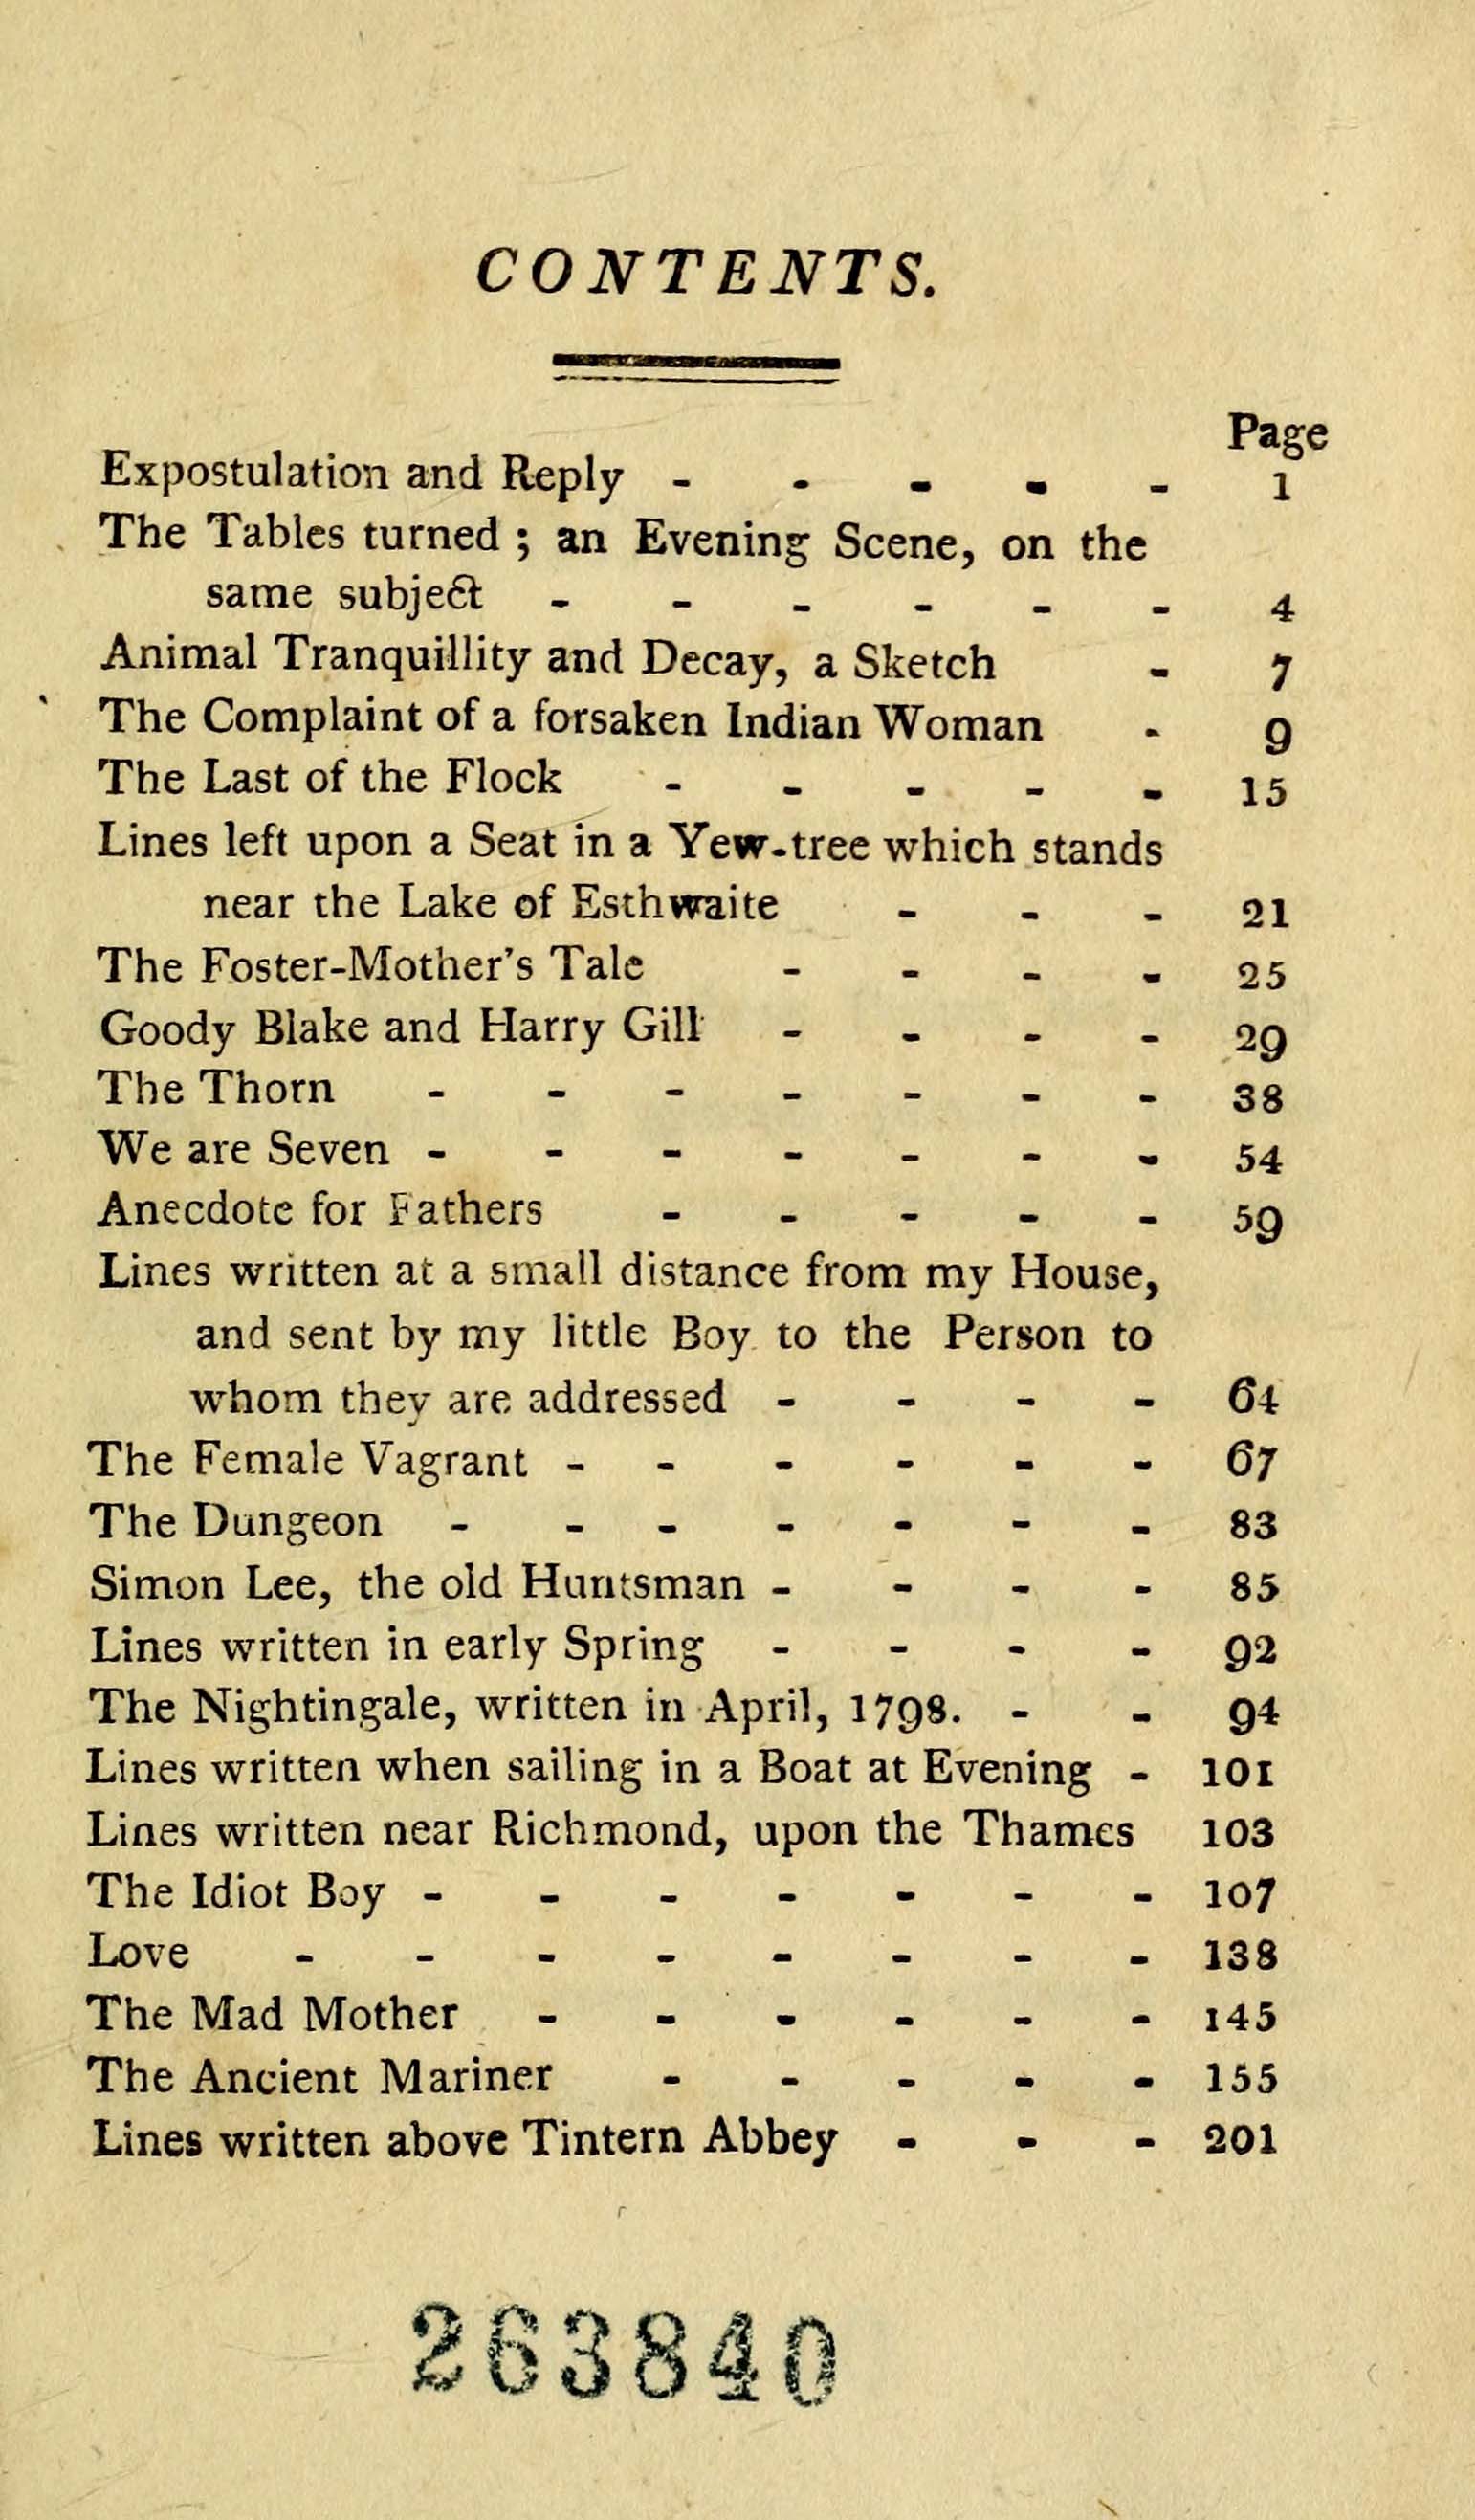 CONTENTS.
Page
Expostulation and Reply - - - - - 1
The Tables turned ; an Evening Scene, on the
same subject - - - - - - 4
Animal Tranquillity and Decay, a Sketch - 7
The Complaint of a forsaken Indian Woman - 9
The Last of the Flock - - - - - 15
Lines left upon a Seat in a Yew-tree which stands
near the Lake of Esthwaite - - - 21
The Foster-Mother's Tale - - - - 25
Goody Blake and Harry Gill - - - - 29
The Thorn - - - - - - - 38
We are Seven - - - - - - - 54
Anecdote for Fathers - - - - - 59
Lines written at a small distance from my House,
and sent by my little Boy to the Person to
whom they are addressed - - - - 64
The Female Vagrant - - - - - - 67
The Dungeon - - - - - - - 83
Simon Lee, the old Huntsman - - - - 85
Lines written in early Spring - - - - 92
The Nightingale, written in April, 1798. - - 94
Lines written when sailing in a Boat at Evening - 101
Lines written near Richmond, upon the Thames 103
The Idiot Boy - - - - - - - 107
Love - - - - - - - - 138
The Mad Mother - - - - - - 145
The Ancient Mariner - - - - - 155
Lines written above Tintern Abbey - - - 201
263840